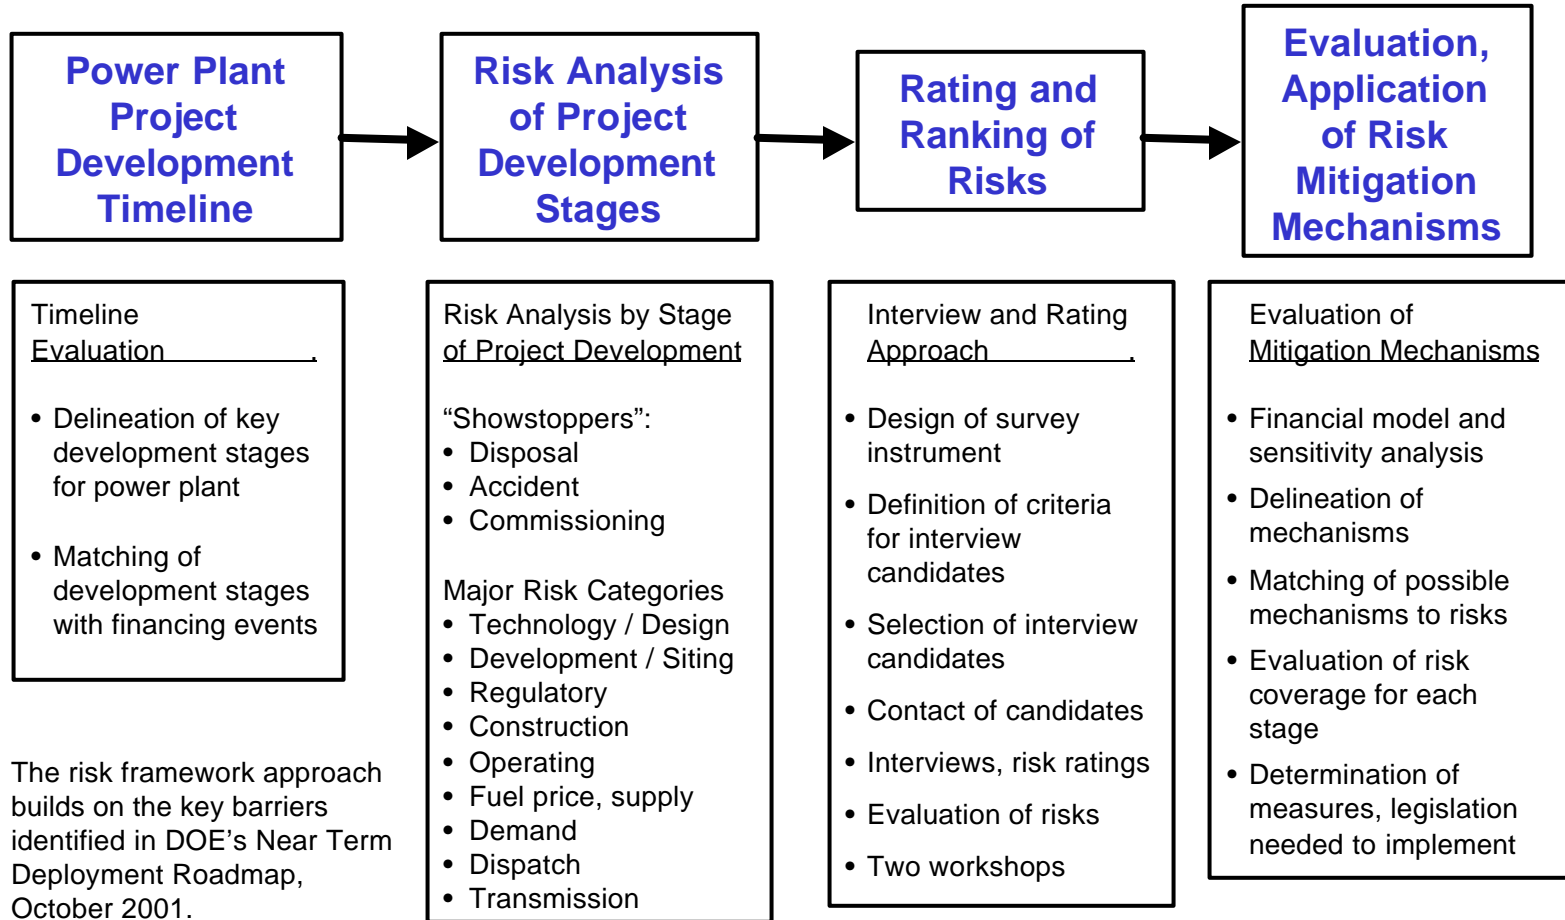 Power Plant
Project
Development
Timeline
Risk Analysis
of Project
Development
Stages
Rating and
Ranking of
Risks
Evaluation,
Application
of Risk
Mitigation
Mechanisms
Timeline
Evaluation .
• Delineation of key
development stages
for power plant
• Matching of
development stages
with financing events
The risk framework approach
builds on the key barriers
identified in DOE’s Near Term
Deployment Roadmap,
October 2001.
Risk Analysis by Stage
of Project Development
“Showstoppers”:
• Disposal
• Accident
• Commissioning
Major Risk Categories
• Technology / Design
• Development / Siting
• Regulatory
• Construction
• Operating
• Fuel price, supply
• Demand
• Dispatch
• Transmission
Interview and Rating
Approach .
• Design of survey
instrument
• Definition of criteria
for interview
candidates
• Selection of interview
candidates
• Contact of candidates
• Interviews, risk ratings
• Evaluation of risks
• Two workshops
Evaluation of
Mitigation Mechanisms
• Financial model and
sensitivity analysis
• Delineation of
mechanisms
• Matching of possible
mechanisms to risks
• Evaluation of risk
coverage for each
stage
• Determination of
measures, legislation
needed to implement